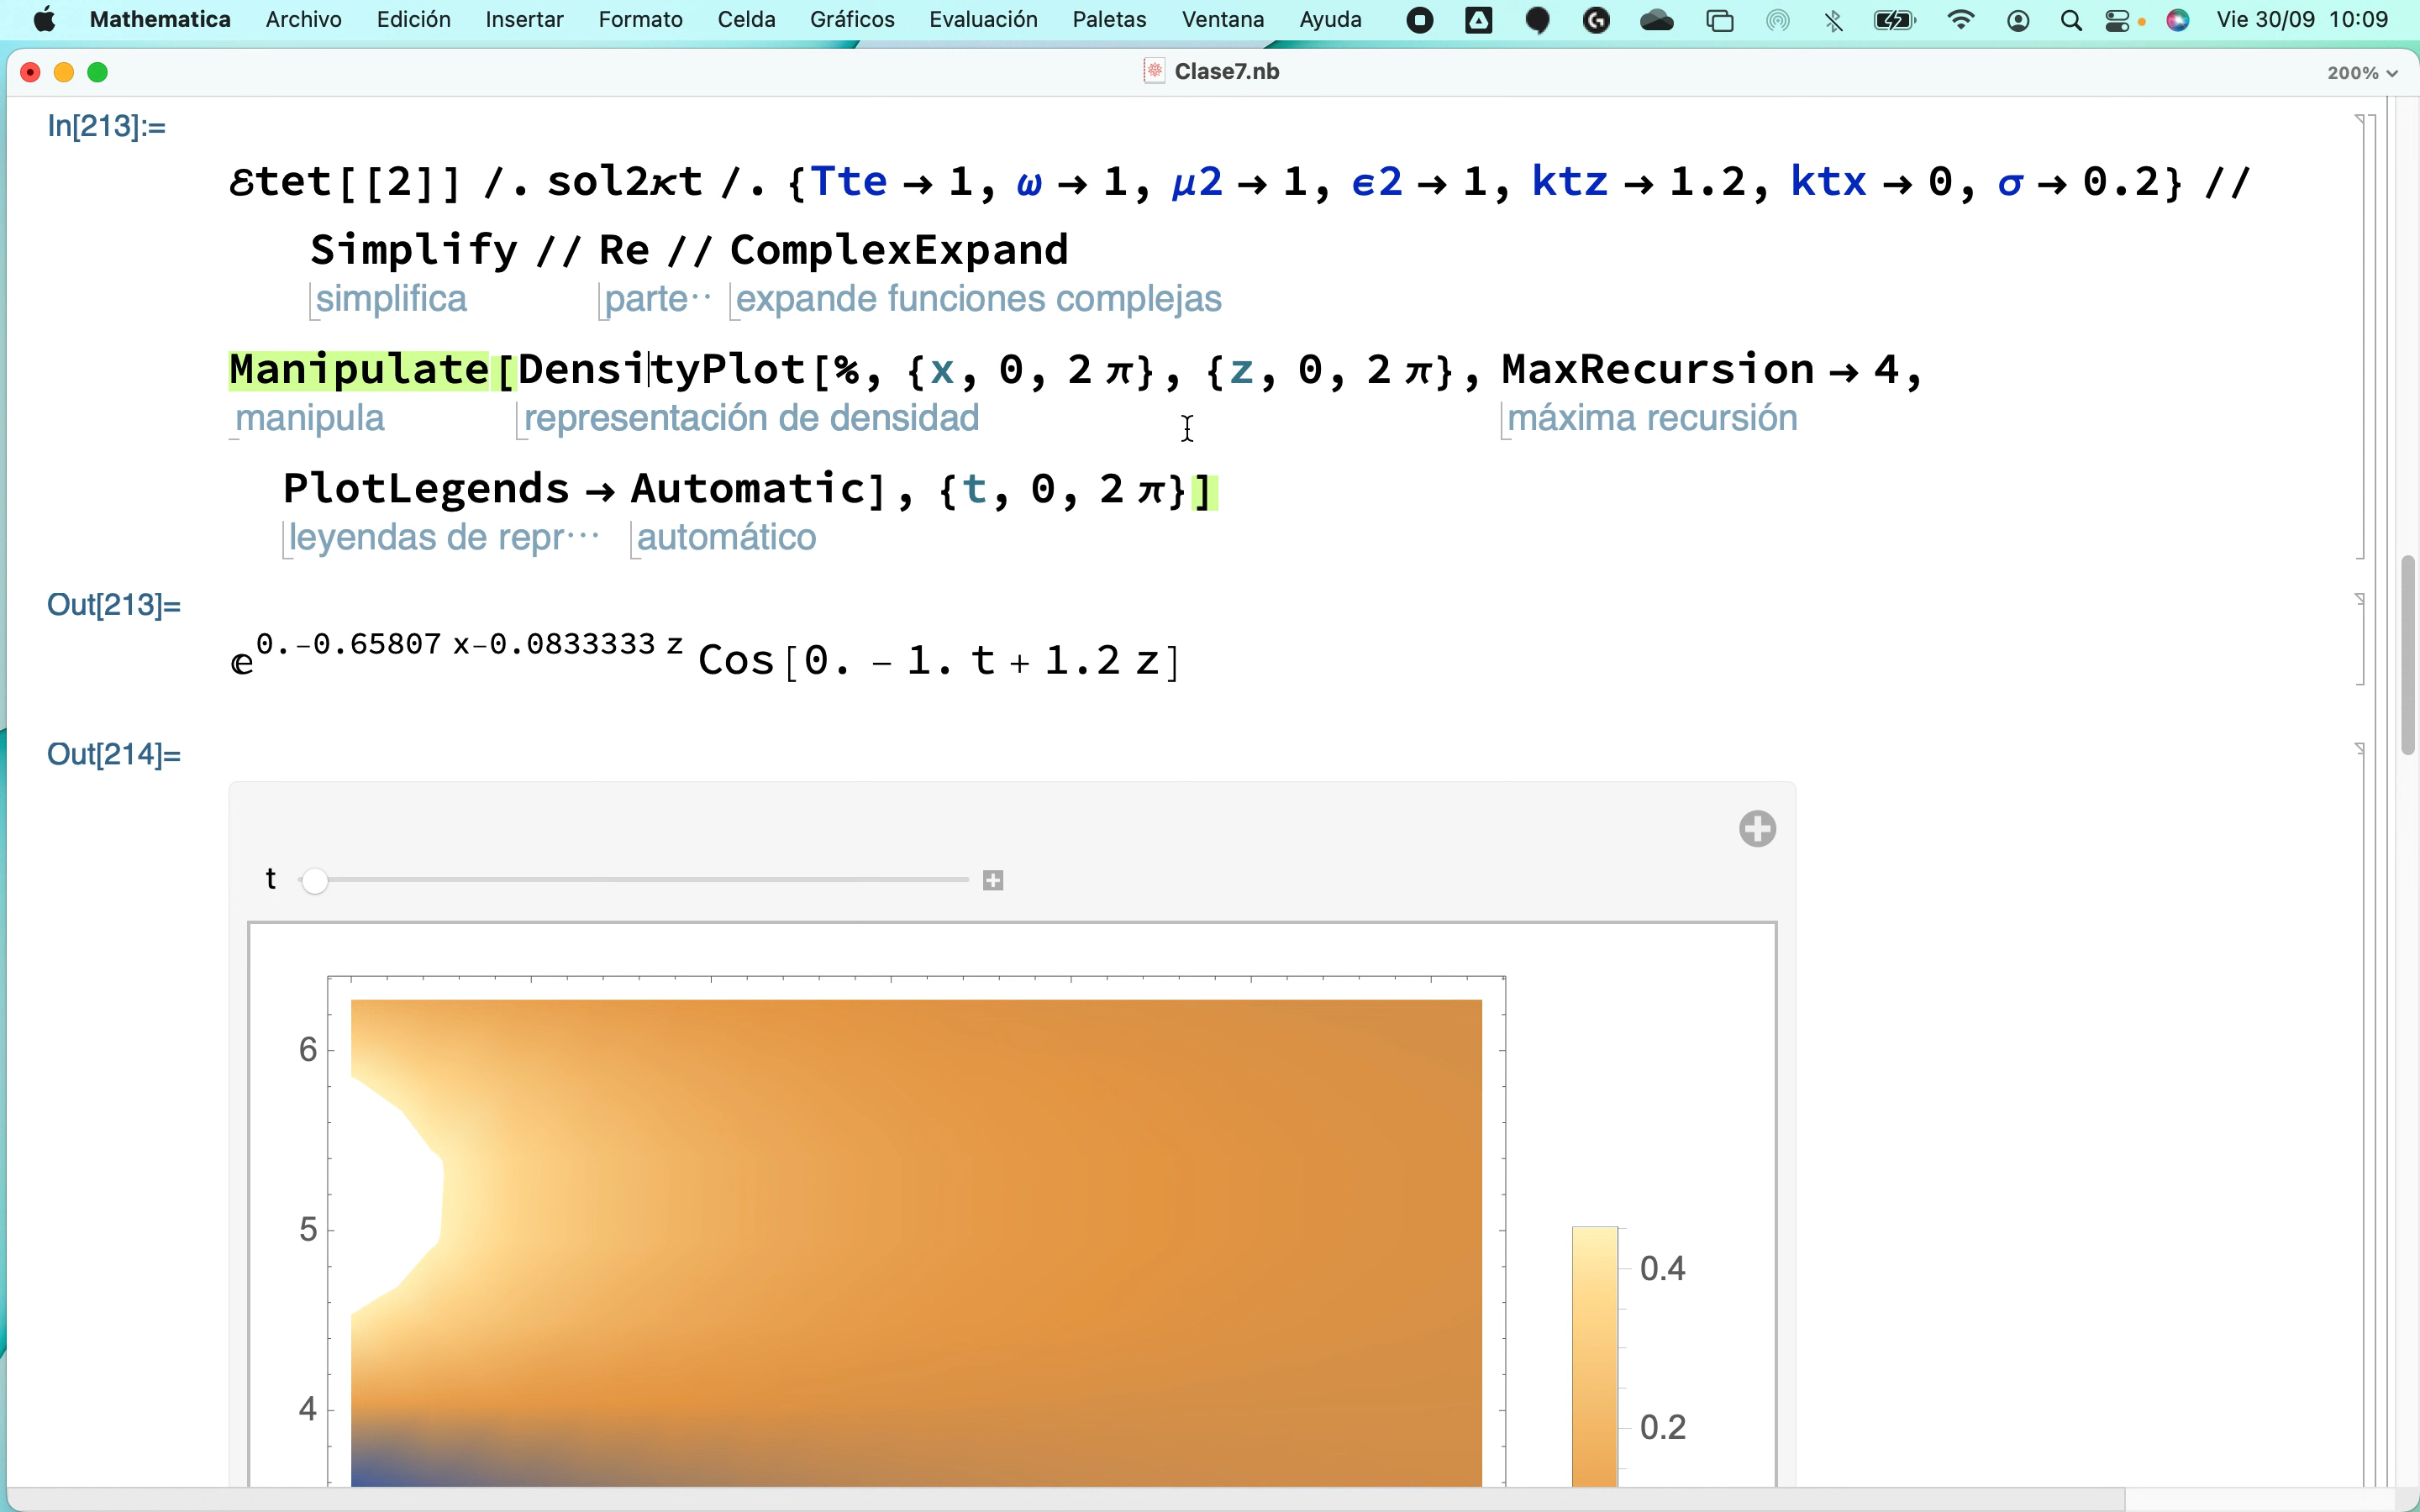 Mathematica Archivo Edición Insertar Formato Celda Gráficos Evaluación Paletas Ventana Ayuda Vie 30/09 10:09
Clase7.nb 200%
In[213]:=
ℰtet[[2]] /. sol2κt /. {Tte → 1, ω → 1, μ2 → 1, ϵ2 → 1, ktz → 1.2, ktx → 0, σ → 0.2} //
Simplify // Re // ComplexExpand
simplifica parte⋯ expande funciones complejas
Manipulate[DensityPlot[%, {x, 0, 2 π}, {z, 0, 2 π}, MaxRecursion → 4,
manipula representación de densidad máxima recursión
PlotLegends → Automatic], {t, 0, 2 π}]
leyendas de repr⋯ automático
Out[213]=
ⅇ^0.-0.65807 x-0.0833333 z Cos[0. - 1. t + 1.2 z]
Out[214]=
t
6
5
4
0.4
0.2